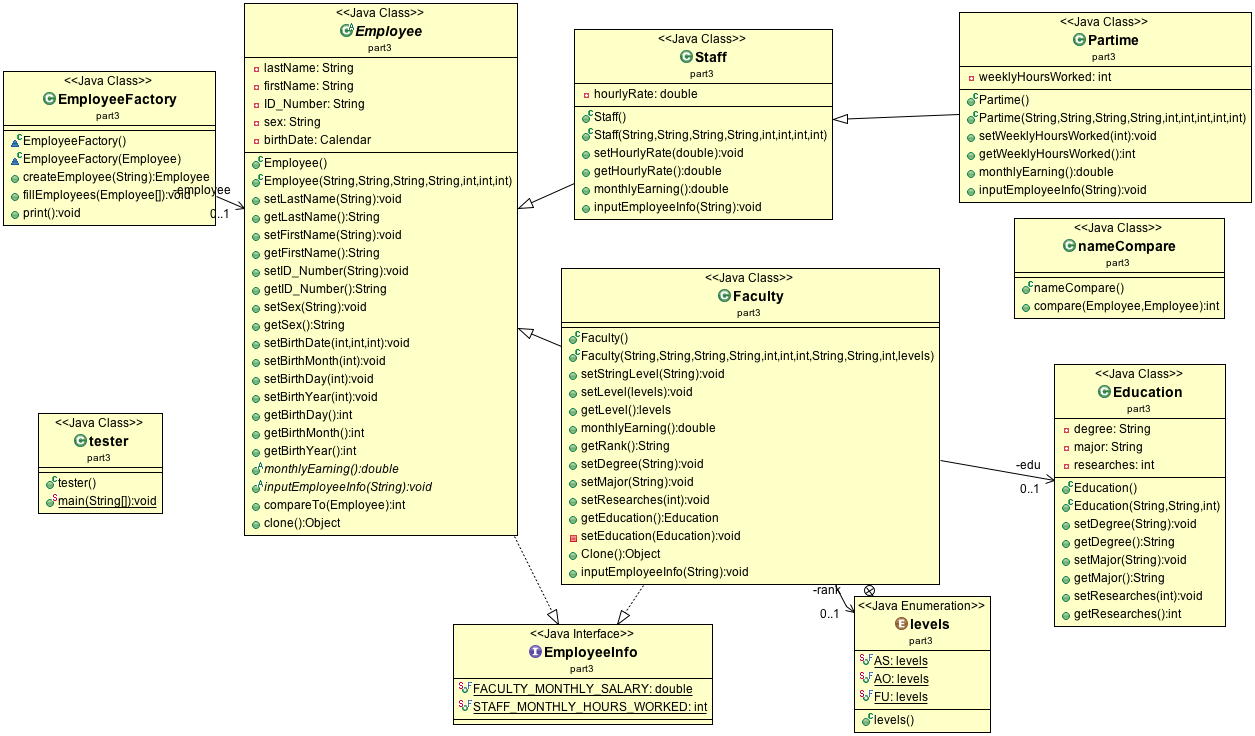 <<Java Class>>
EmployeeFactory
part3
EmployeeFactory()
EmployeeFactory(Employee)
createEmployee(String):Employee
fillEmployees(Employee[]):void
print():void
-employee
0..1
<<Java Class>>
Employee
part3
lastName: String
firstName: String
ID_Number: String
sex: String
birthDate: Calendar
Employee()
Employee(String,String,String,String,int,int,int)
setLastName(String):void
getLastName():String
setFirstName(String):void
getFirstName():String
setID_Number(String):void
getID_Number():String
setSex(String):void
getSex():String
setBirthDate(int,int,int):void
setBirthMonth(int):void
setBirthDay(int):void
setBirthYear(int):void
getBirthDay():int
getBirthMonth():int
getBirthYear():int
monthlyEarning():double
inputEmployeeInfo(String):void
compareTo(Employee):int
clone():Object
<<Java Class>>
Staff
part3
hourlyRate: double
Staff()
Staff(String,String,String,String,int,int,int,int)
setHourlyRate(double):void
getHourlyRate():double
monthlyEarning():double
inputEmployeeInfo(String):void
<<Java Class>>
Partime
part3
weeklyHoursWorked: int
Partime()
Partime(String,String,String,String,int,int,int,int,int)
setWeeklyHoursWorked(int):void
getWeeklyHoursWorked():int
monthlyEarning():double
inputEmployeeInfo(String):void
<<Java Class>>
nameCompare
part3
nameCompare()
compare(Employee,Employee):int
<<Java Class>>
Faculty
part3
Faculty()
Faculty(String,String,String,String,int,int,int,String,String,int,levels)
setStringLevel(String):void
setLevel(levels):void
getLevel():levels
monthlyEarning():double
getRank():String
setDegree(String):void
setMajor(String):void
setResearches(int):void
getEducation():Education
setEducation(Education):void
Clone():Object
inputEmployeeInfo(String):void
-edu
0..1
<<Java Class>>
Education
part3
degree: String
major: String
researches: int
Education()
Education(String,String,int)
setDegree(String):void
getDegree():String
setMajor(String):void
getMajor():String
setResearches(int):void
getResearches():int
<<Java Class>>
tester
part3
tester()
main(String[]):void
-rank
0..1
<<Java Interface>>
EmployeeInfo
part3
FACULTY_MONTHLY_SALARY: double
STAFF_MONTHLY_HOURS_WORKED: int
<<Java Enumeration>>
levels
part3
AS: levels
AO: levels
FU: levels
levels()